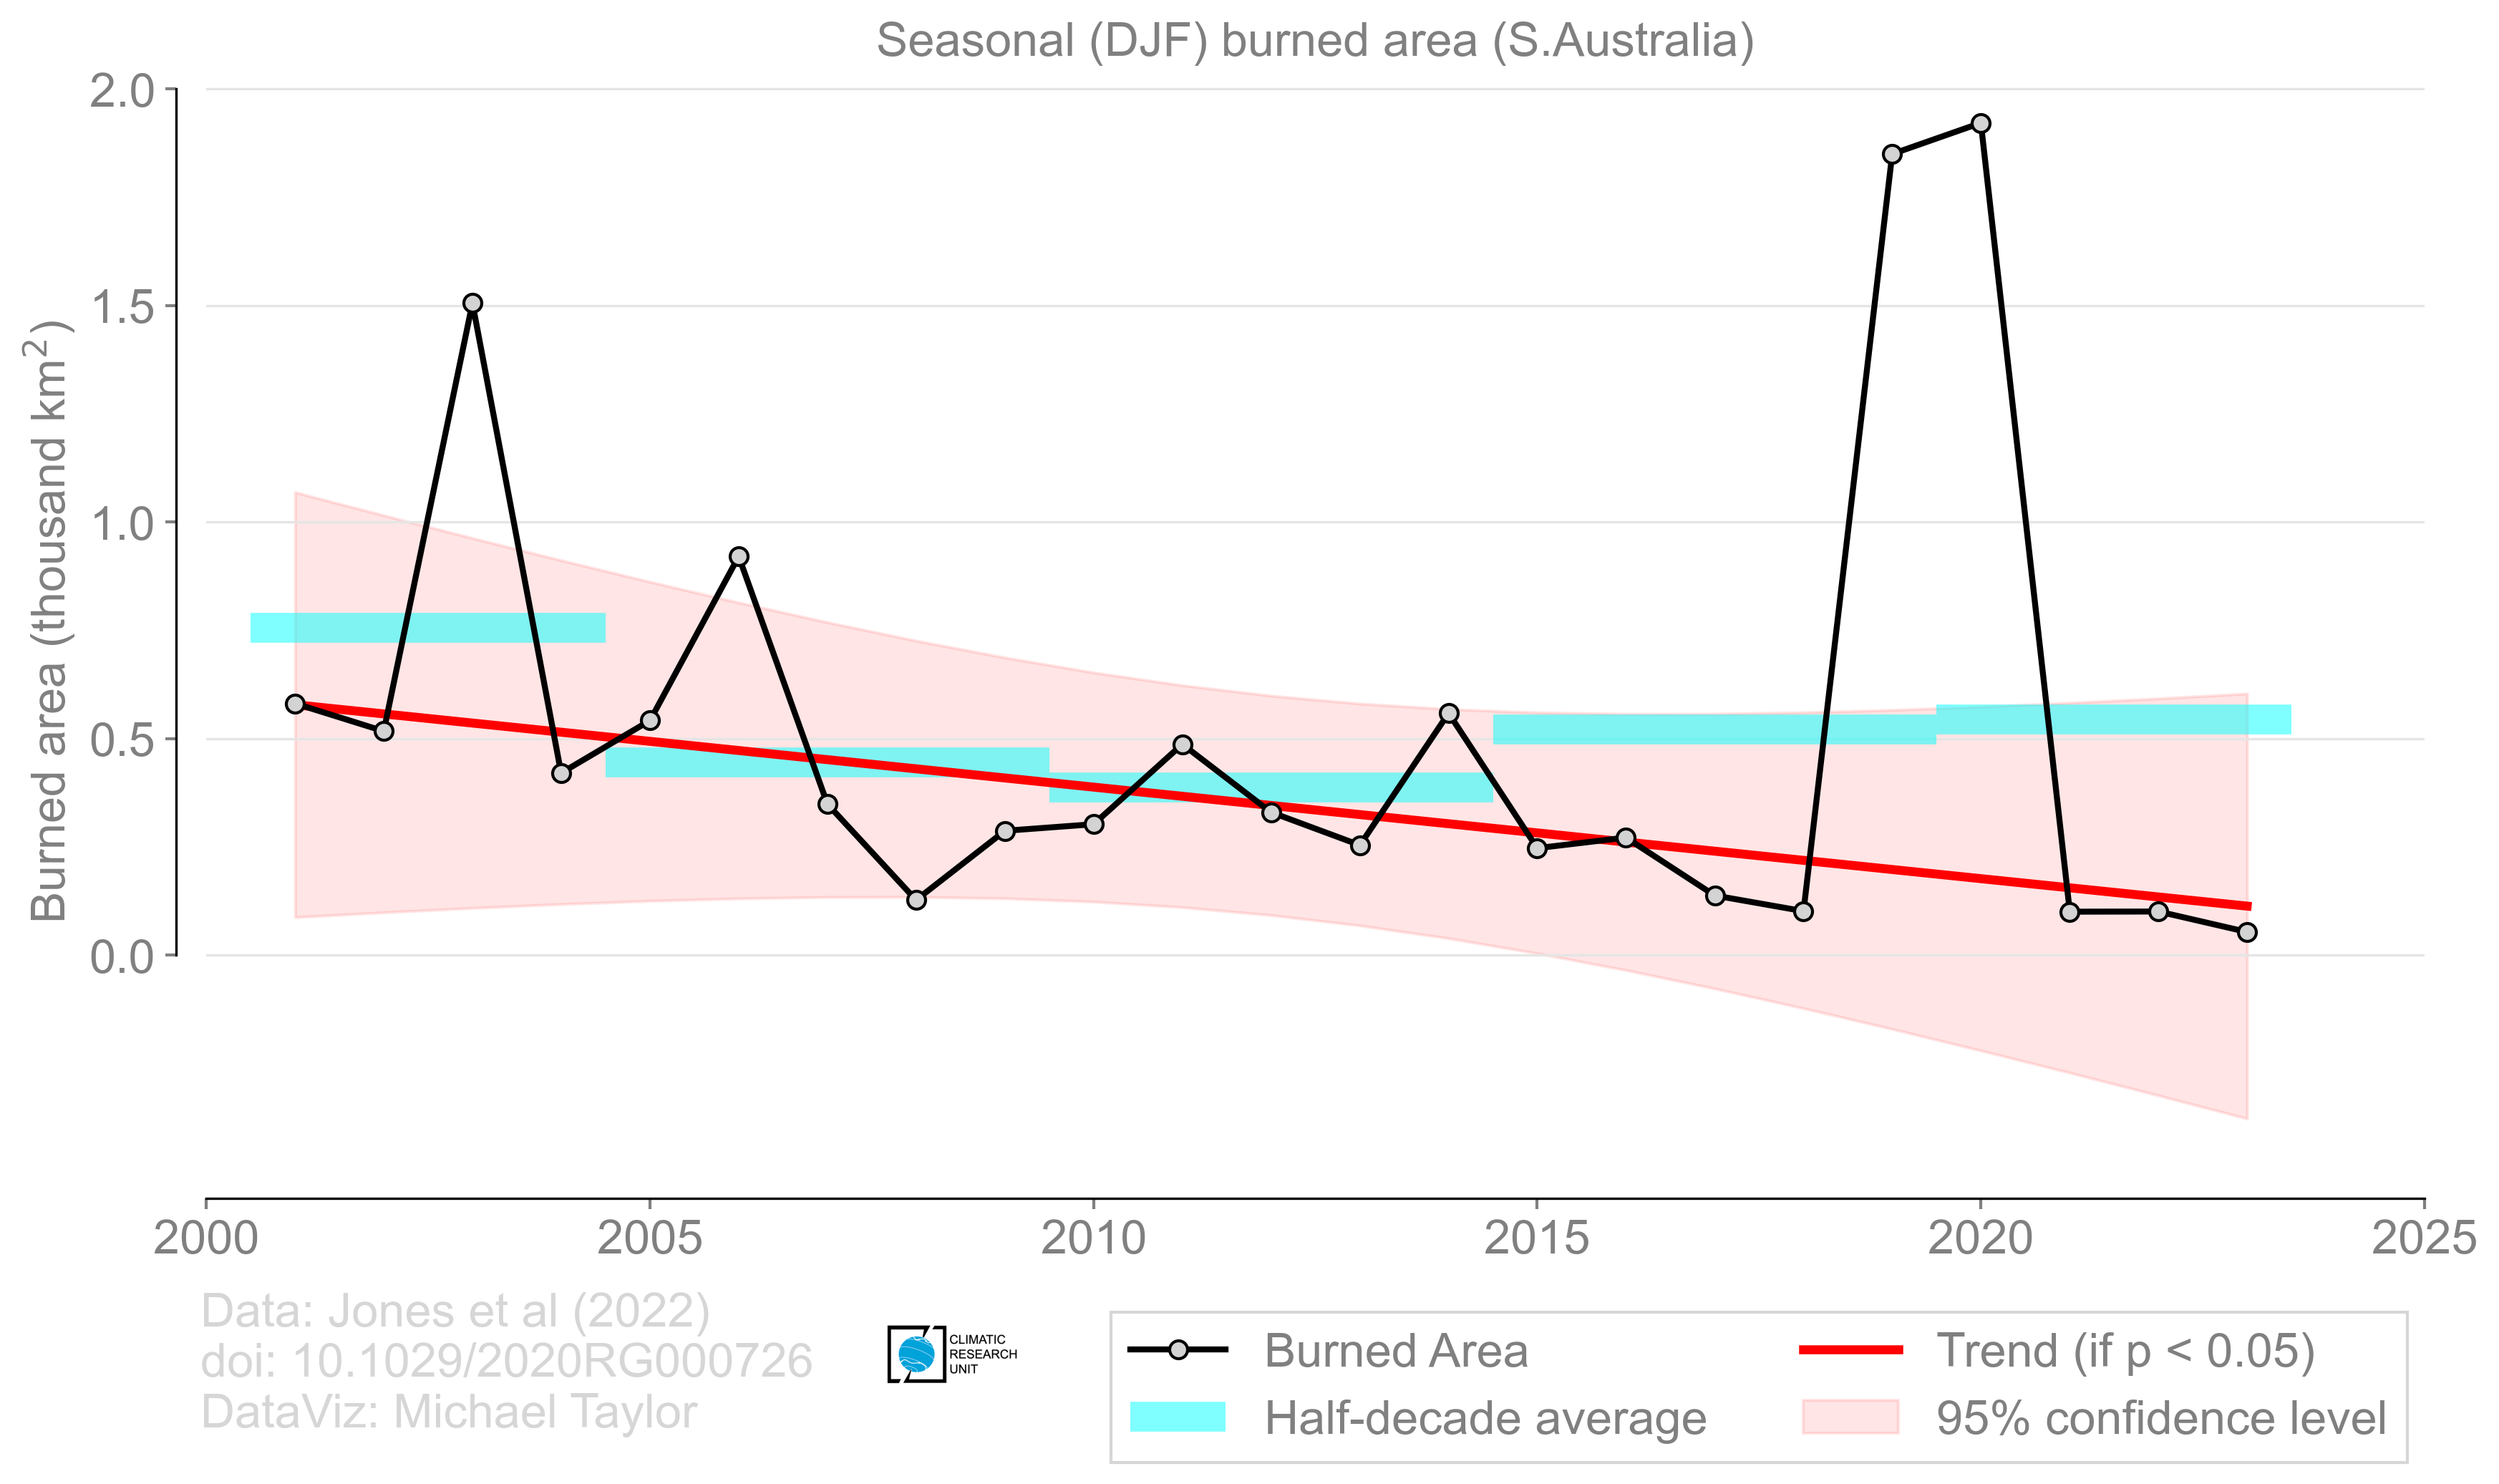 Seasonal (DJF) burned area (S.Australia)
Burned area (thousand km²)
2.0
1.5
1.0
0.5
0.0
2000 2005 2010 2015 2020 2025
Data: Jones et al (2022)
doi: 10.1029/2020RG000726
DataViz: Michael Taylor
CLIMATIC
RESEARCH
UNIT
Burned Area
Half-decade average
Trend (if p < 0.05)
95% confidence level